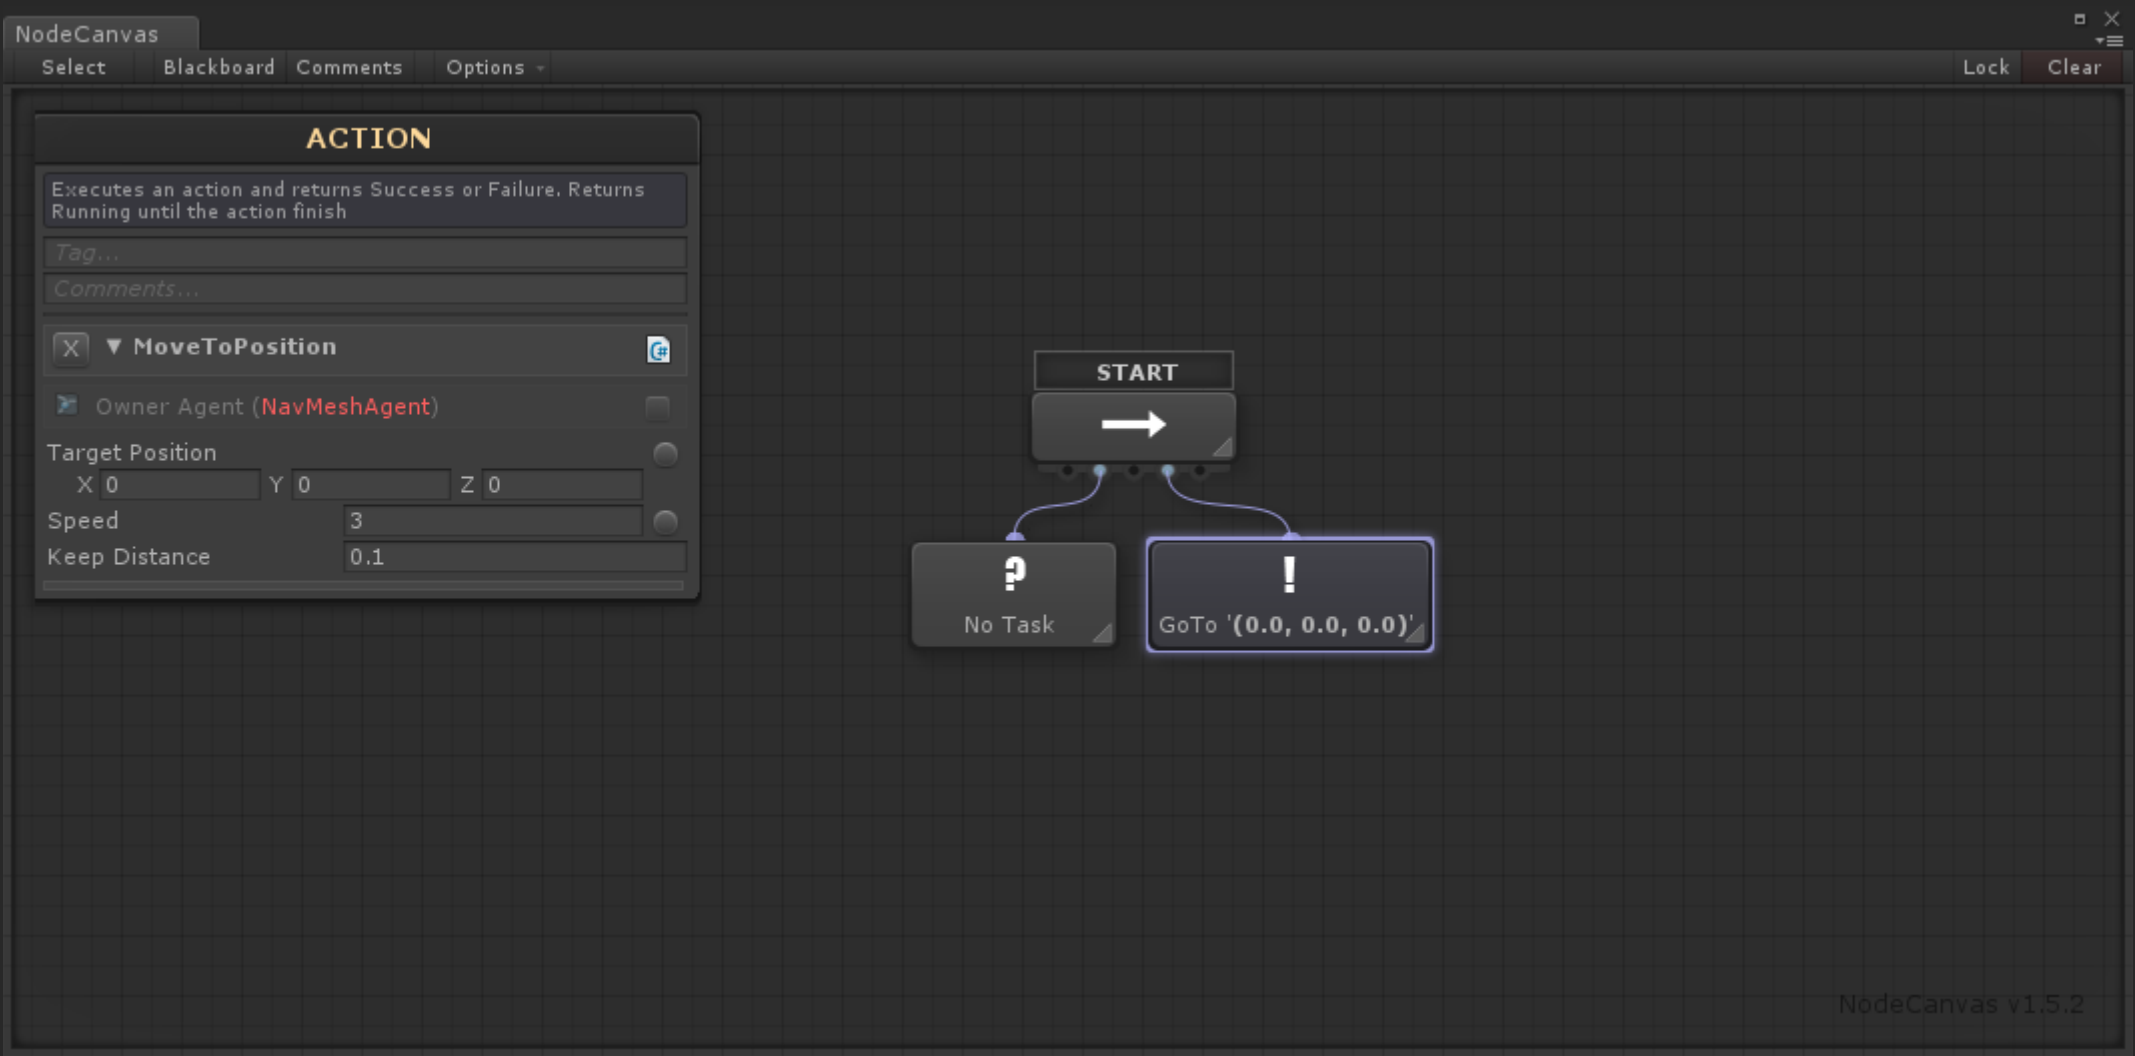 NodeCanvas
Select Blackboard Comments Options Lock Clear
ACTION
Executes an action and returns Success or Failure. Returns
Running until the action finish
Tag...
Comments...
X ▼ MoveToPosition
C#
Owner Agent (NavMeshAgent)
Target Position
X 0 Y 0 Z 0
Speed 3
Keep Distance 0.1
START
?
No Task
!
GoTo '(0.0, 0.0, 0.0)'
NodeCanvas v1.5.2